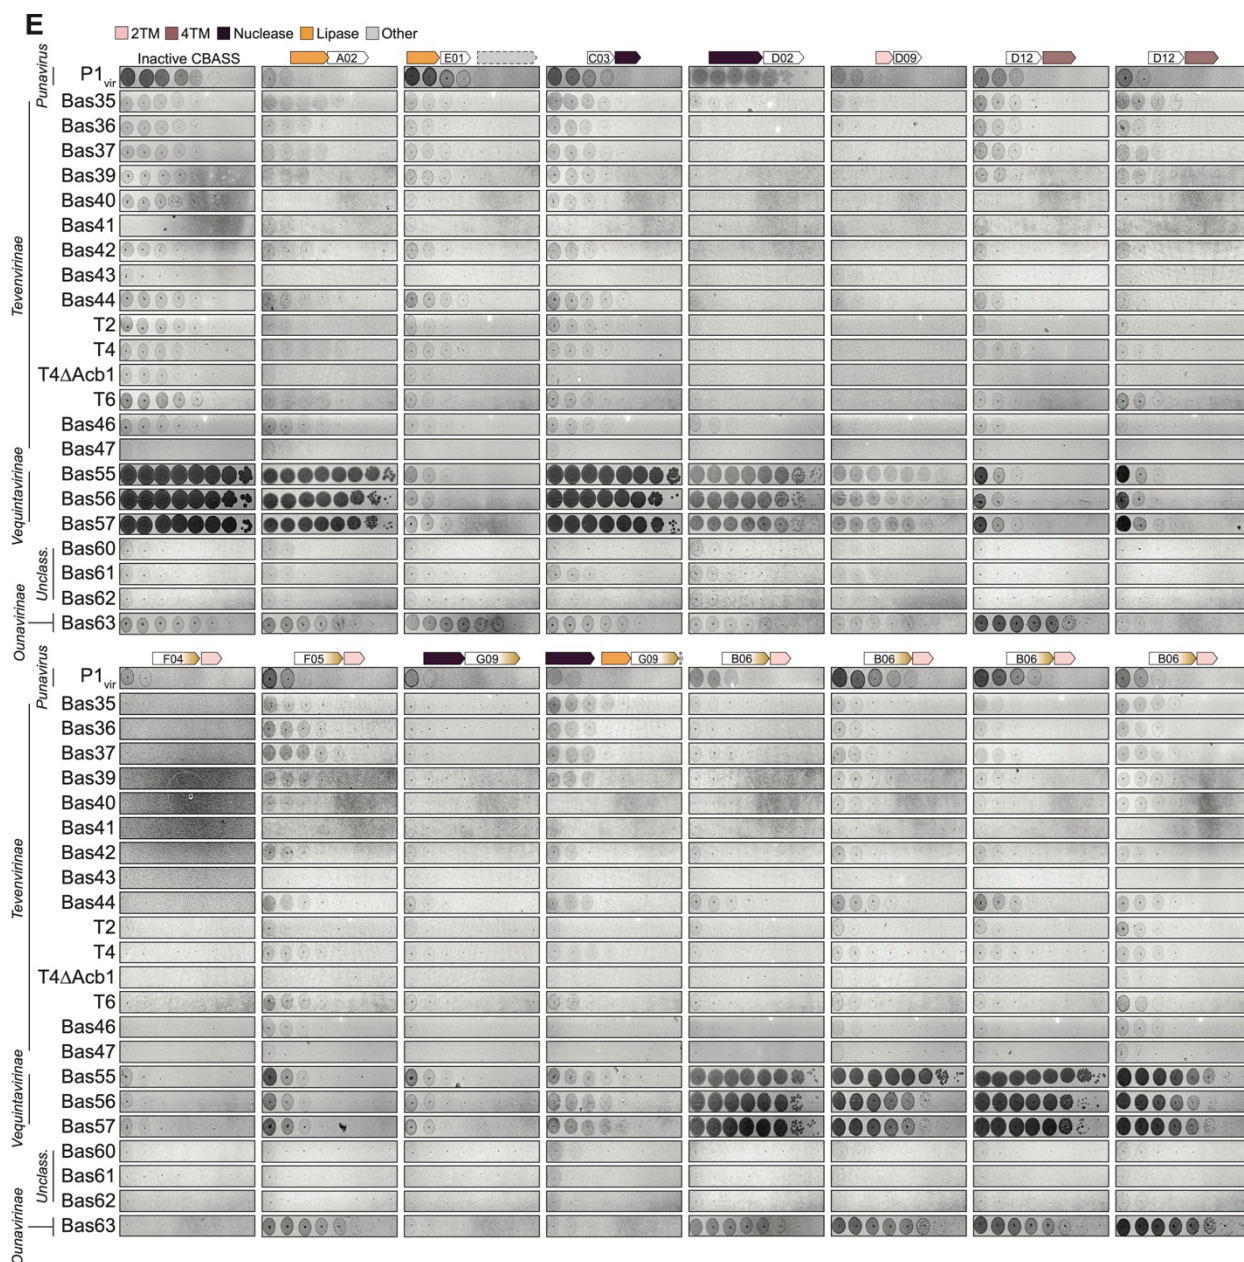 E
2TM 4TM Nuclease Lipase Other
Inactive CBASS A02 E01 C03 D02 D09 D12 D12
Punavirus
P1vir
Tevenvirinae
Bas35
Bas36
Bas37
Bas39
Bas40
Bas41
Bas42
Bas43
Bas44
T2
T4
T4ΔAcb1
T6
Bas46
Bas47
Vequintavirinae
Bas55
Bas56
Bas57
Unclass.
Bas60
Bas61
Bas62
Ounavirinae
Bas63
F04 F05 G09 G09 B06 B06 B06 B06
Punavirus
P1vir
Tevenvirinae
Bas35
Bas36
Bas37
Bas39
Bas40
Bas41
Bas42
Bas43
Bas44
T2
T4
T4ΔAcb1
T6
Bas46
Bas47
Vequintavirinae
Bas55
Bas56
Bas57
Unclass.
Bas60
Bas61
Bas62
Ounavirinae
Bas63